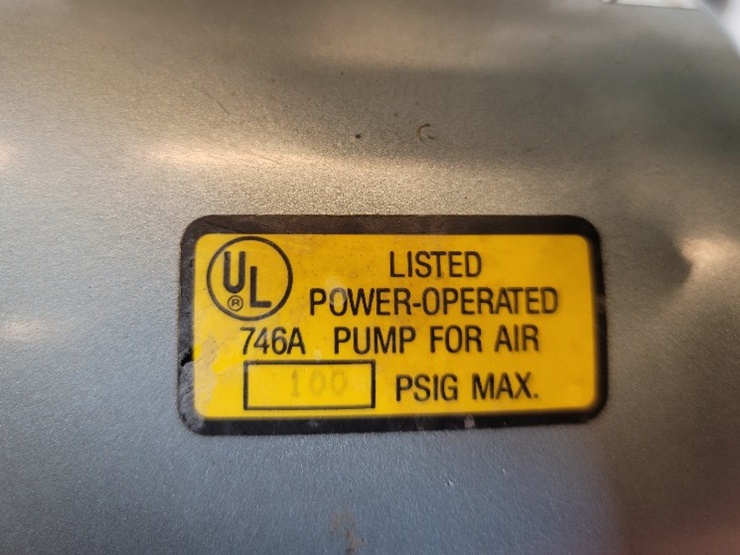 UL ® LISTED
POWER-OPERATED
746A PUMP FOR AIR
100 PSIG MAX.